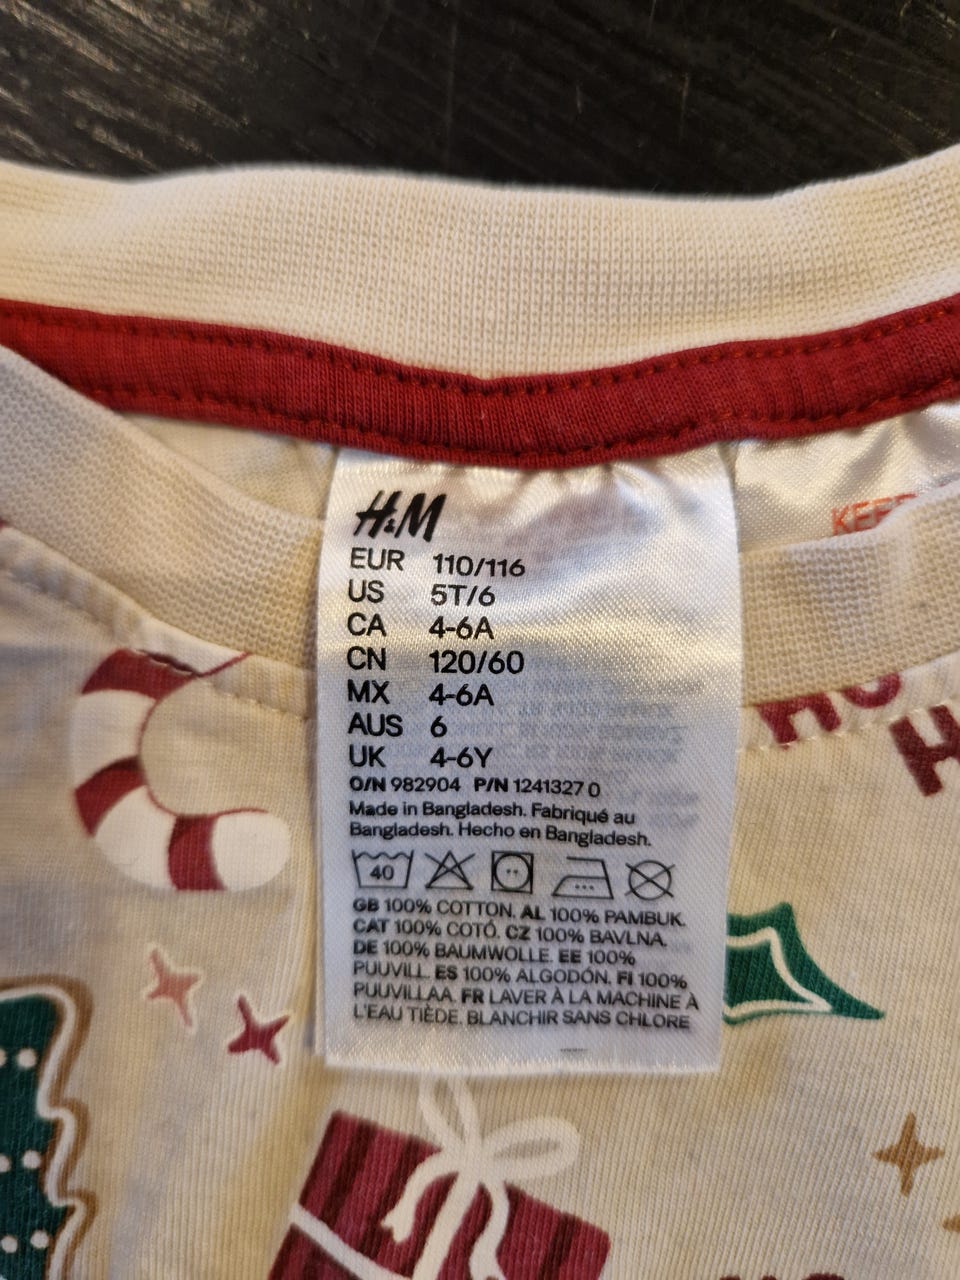 H&M
KEEP
EUR 110/116
US 5T/6
CA 4-6A
CN 120/60
MX 4-6A
AUS 6
UK 4-6Y
O/N 982904 P/N 1241327 0
Made in Bangladesh. Fabriqué au
Bangladesh. Hecho en Bangladesh.
40
GB 100% COTTON. AL 100% PAMBUK.
CAT 100% COTÓ. CZ 100% BAVLNA.
DE 100% BAUMWOLLE. EE 100%
PUUVILL. ES 100% ALGODÓN. FI 100%
PUUVILLAA. FR LAVER À LA MACHINE À
L'EAU TIÈDE. BLANCHIR SANS CHLORE
HO
H